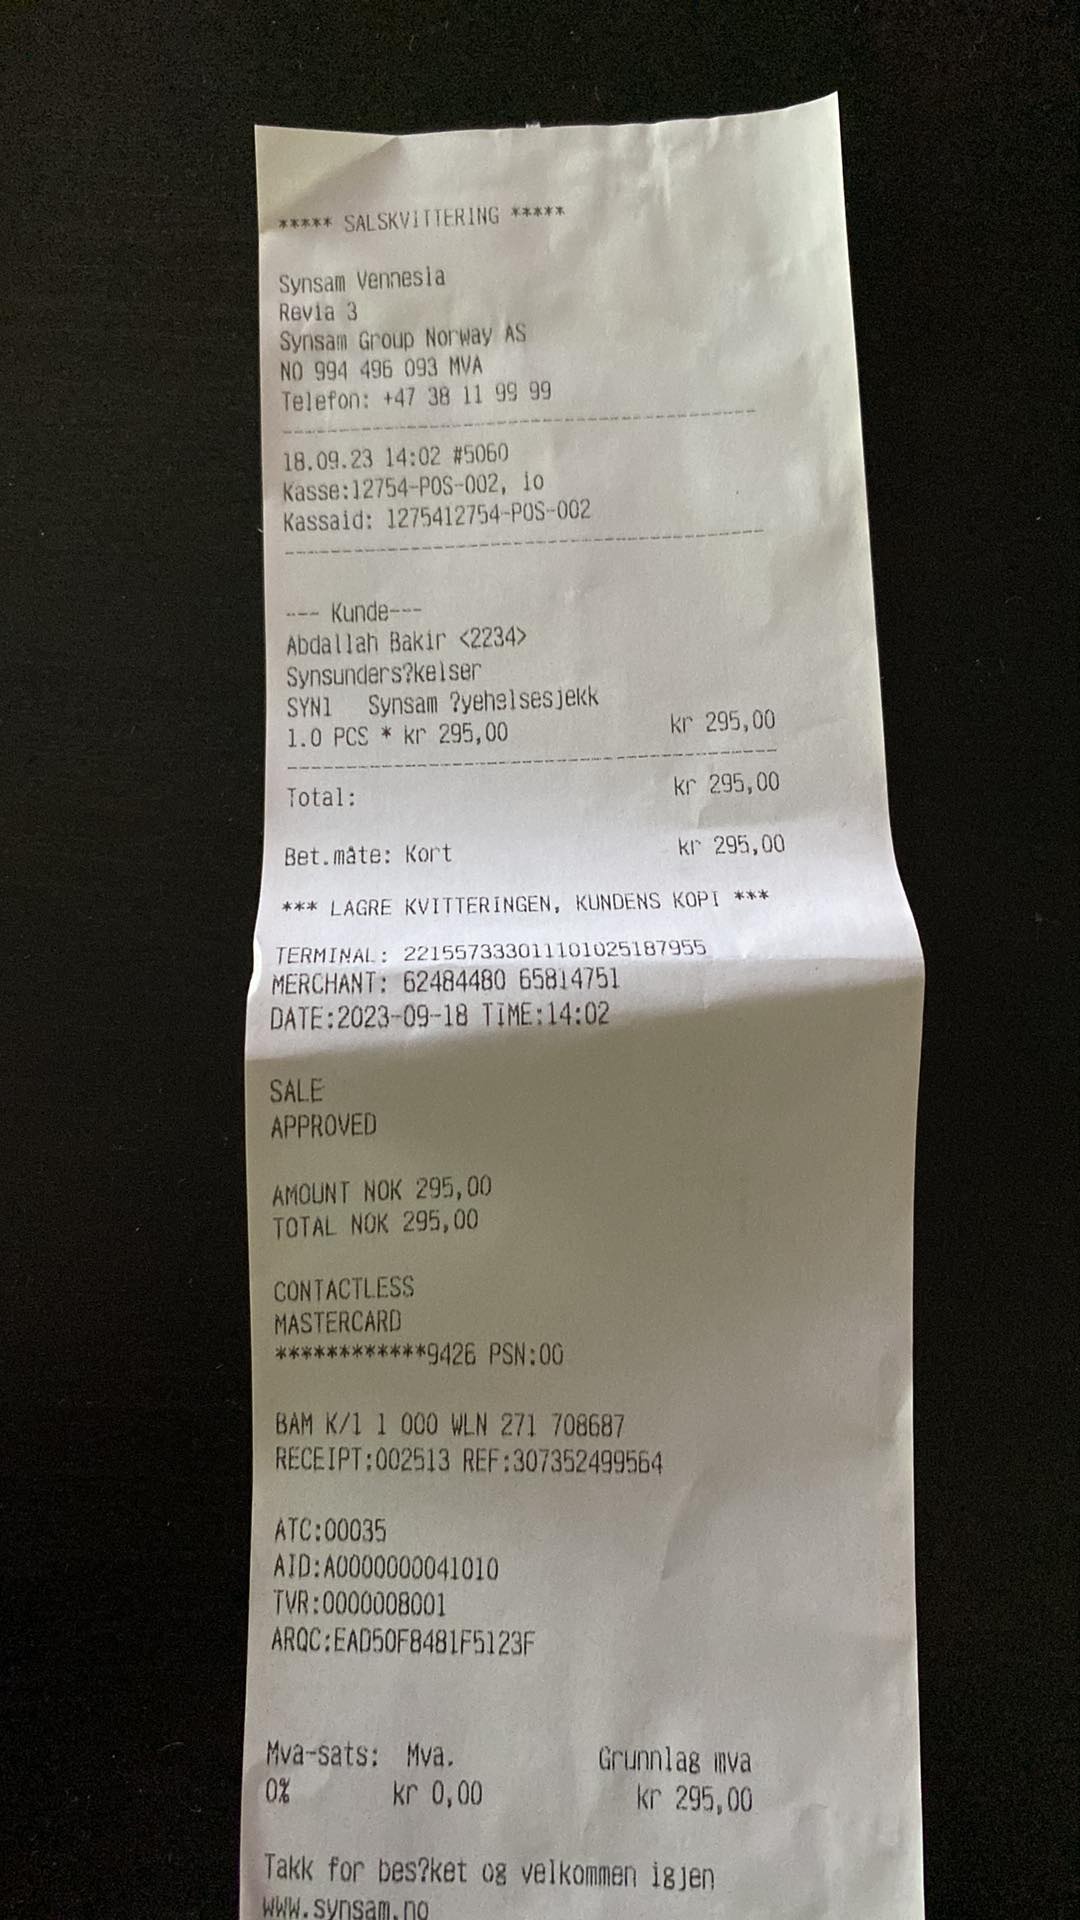 ***** SALSKVITTERING *****
Synsam Vennesla
Revia 3
Synsam Group Norway AS
NO 994 496 093 MVA
Telefon: +47 38 11 99 99
--------------------------------------------
18.09.23 14:02 #5060
Kasse:12754-POS-002, io
Kassaid: 1275412754-POS-002
--------------------------------------------
--- Kunde---
Abdallah Bakir <2234>
Synsunders?kelser
SYN1 Synsam ?yehelsesjekk
1.0 PCS * kr 295,00 kr 295,00
--------------------------------------------
Total: kr 295,00
Bet.måte: Kort kr 295,00
*** LAGRE KVITTERINGEN, KUNDENS KOPI ***
TERMINAL: 221557333011101025187955
MERCHANT: 62484480 65814751
DATE:2023-09-18 TIME:14:02
SALE
APPROVED
AMOUNT NOK 295,00
TOTAL NOK 295,00
CONTACTLESS
MASTERCARD
************9426 PSN:00
BAM K/1 1 000 WLN 271 708687
RECEIPT:002513 REF:307352499564
ATC:00035
AID:A0000000041010
TVR:0000008001
ARQC:EAD50F8481F5123F
Mva-sats: Mva. Grunnlag mva
0% kr 0,00 kr 295,00
Takk for bes?ket og velkommen igjen
www.synsam.no